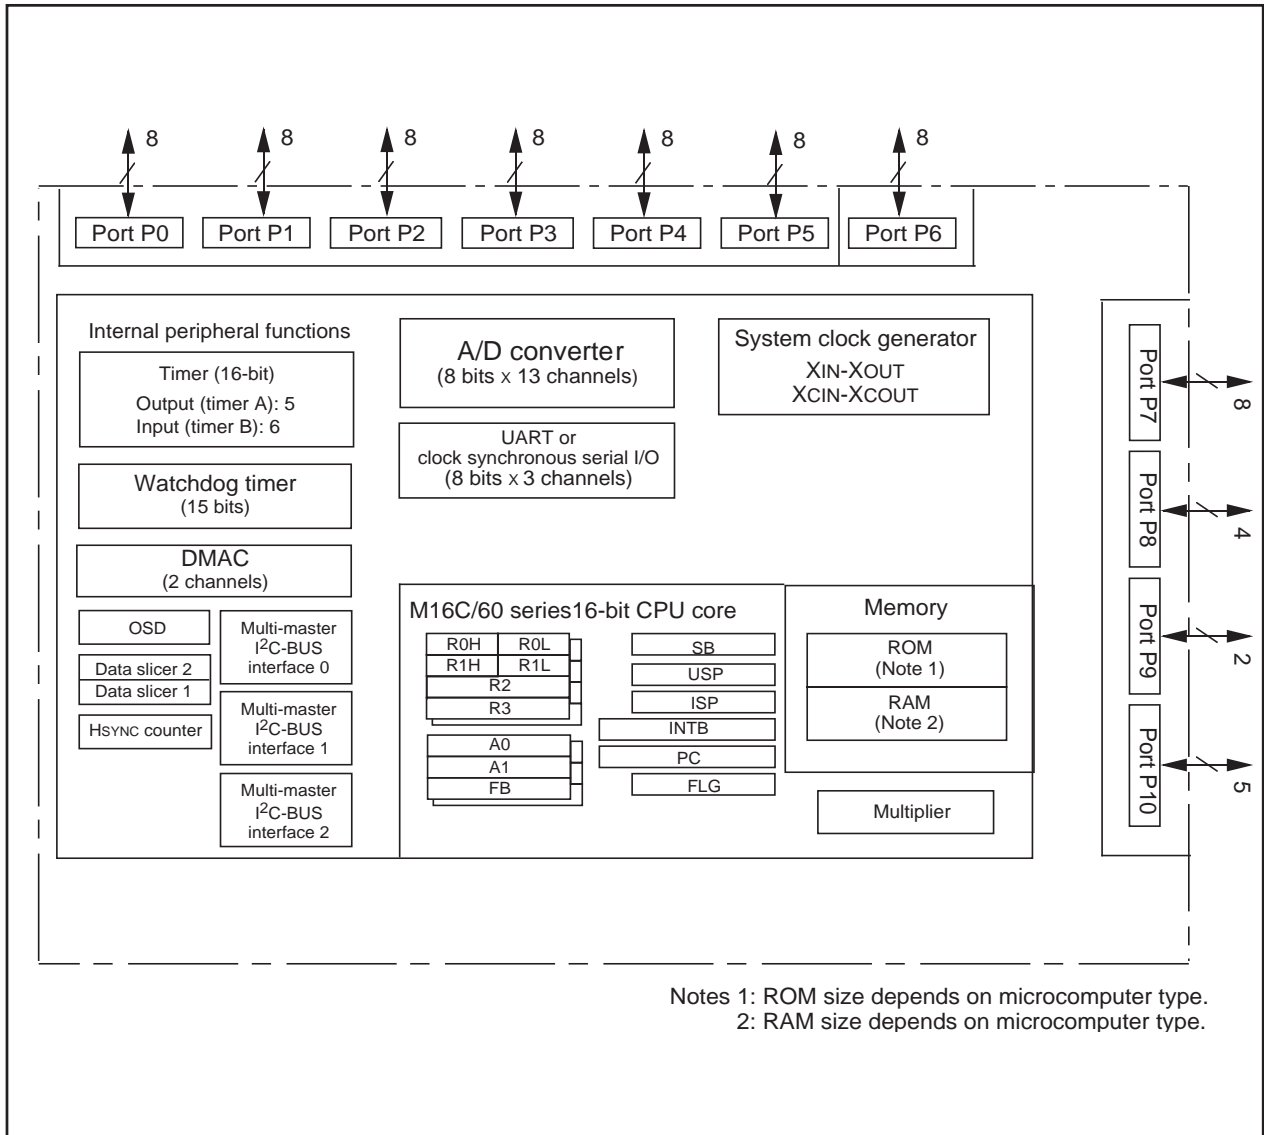 8 8 8 8 8 8 8
Port P0 Port P1 Port P2 Port P3 Port P4 Port P5 Port P6
Internal peripheral functions
Timer (16-bit)
Output (timer A): 5
Input (timer B): 6
Watchdog timer
(15 bits)
DMAC
(2 channels)
OSD
Data slicer 2
Data slicer 1
HSYNC counter
Multi-master
I2C-BUS
interface 0
Multi-master
I2C-BUS
interface 1
Multi-master
I2C-BUS
interface 2
A/D converter
(8 bits x 13 channels)
UART or
clock synchronous serial I/O
(8 bits x 3 channels)
System clock generator
XIN-XOUT
XCIN-XCOUT
M16C/60 series16-bit CPU core
R0H R0L
R1H R1L
R2
R3
A0
A1
FB
SB
USP
ISP
INTB
PC
FLG
Memory
ROM
(Note 1)
RAM
(Note 2)
Multiplier
Port P7 8
Port P8 4
Port P9 2
Port P10 5
Notes 1: ROM size depends on microcomputer type.
2: RAM size depends on microcomputer type.